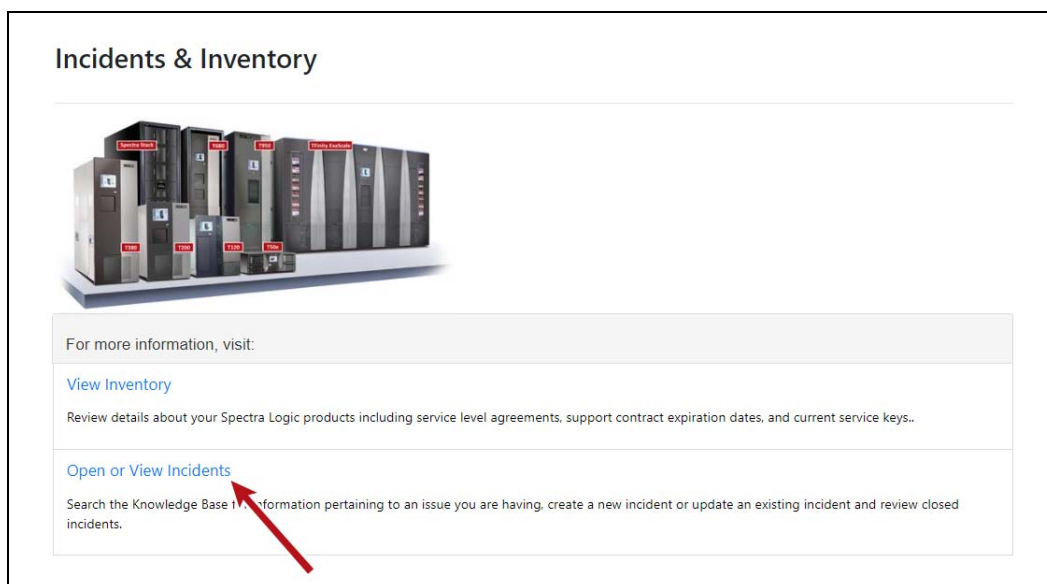 Incidents & Inventory
Spectra Stack
T680
T950
TFinity ExaScale
T380
T200
T120
T50e
For more information, visit:
View Inventory
Review details about your Spectra Logic products including service level agreements, support contract expiration dates, and current service keys..
Open or View Incidents
Search the Knowledge Base information pertaining to an issue you are having, create a new incident or update an existing incident and review closed
incidents.